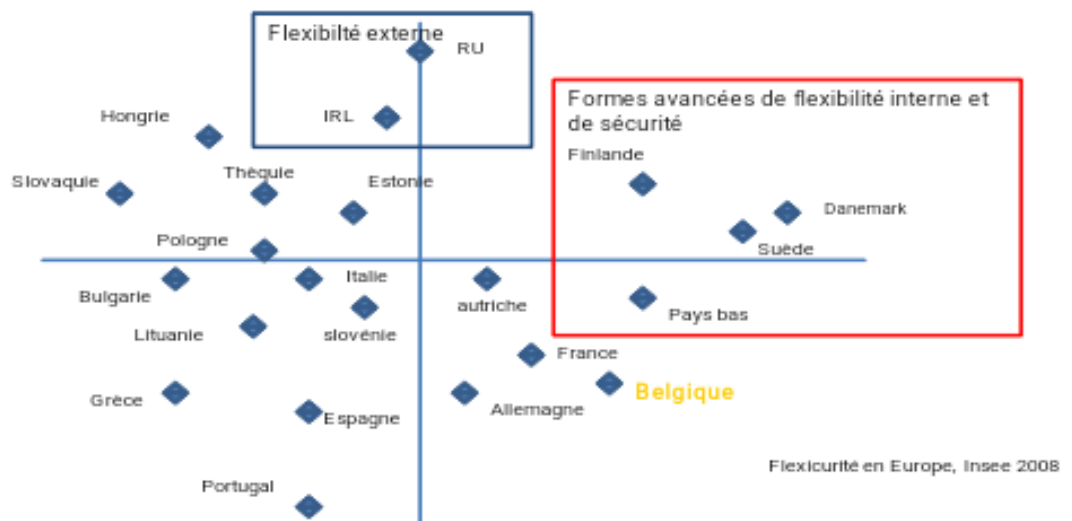 Flexibilté externe
RU
IRL
Formes avancées de flexibilité interne et
de sécurité
Hongrie
Finlande
Slovaquie
Thèquie
Estonie
Danemark
Pologne
Suède
Bulgarie
Italie
autriche
Pays bas
Lituanie
slovénie
France
Belgique
Grèce
Allemagne
Espagne
Flexicurité en Europe, Insee 2008
Portugal